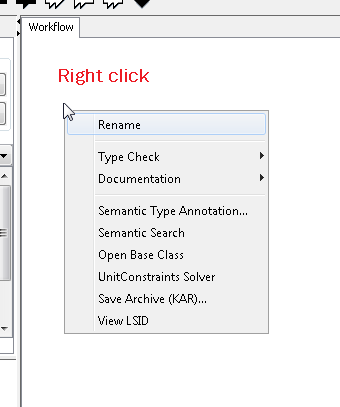 Workflow
Right click
Rename
Type Check
Documentation
Semantic Type Annotation...
Semantic Search
Open Base Class
UnitConstraints Solver
Save Archive (KAR)...
View LSID